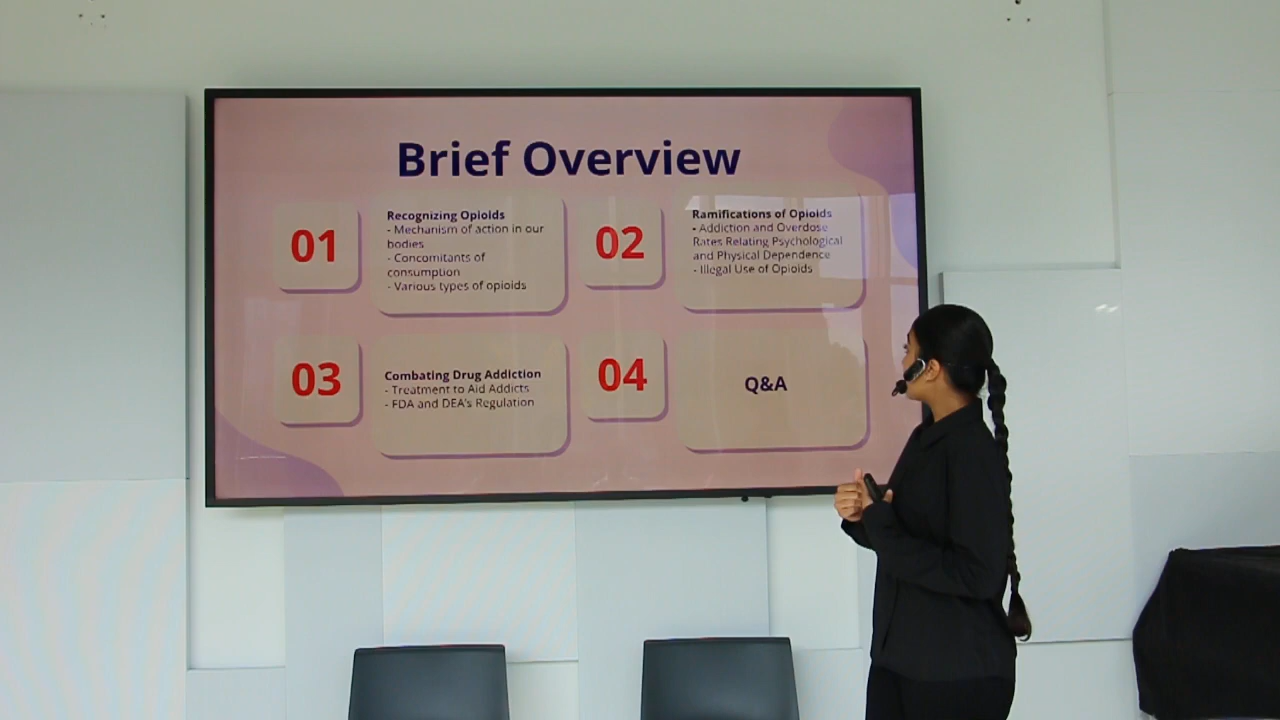 Brief Overview
01
Recognizing Opioids
- Mechanism of action in our
bodies
- Concomitants of
consumption
- Various types of opioids
02
Ramifications of Opioids
- Addiction and Overdose
Rates Relating Psychological
and Physical Dependence
- Illegal Use of Opioids
03
Combating Drug Addiction
- Treatment to Aid Addicts
- FDA and DEA's Regulation
04
Q&A